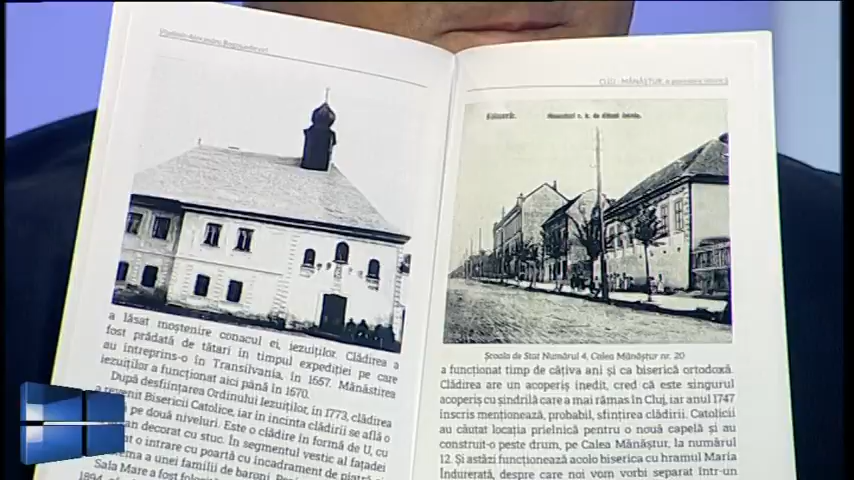 Vladimir-Alexandru Bogosavlievici
a lăsat moștenire conacul ei, iezuiților. Clădirea a
fost prădată de tătari în timpul expediției pe care
au întreprins-o în Transilvania, în 1657. Mănăstirea
iezuiților a funcționat aici până în 1670.
După desființarea Ordinului Iezuiților, în 1773, clădirea
a revenit Bisericii Catolice, iar în incinta clădirii se află o
pe două niveluri. Este o clădire în formă de U, cu
decorat cu stuc. În segmentul vestic al fațadei
o intrare cu poartă cu încadrament de piatră și
a unei familii de baroni.
Sala Mare a fost
1894,
CLUJ - MĂNĂȘTUR
Școala de Stat Numărul 4, Calea Mănăștur nr. 20
a funcționat timp de câțiva ani și ca biserică ortodoxă.
Clădirea are un acoperiș inedit, cred că este singurul
acoperiș cu șindrilă care a mai rămas în Cluj, iar anul 1747
inscris menționează, probabil, sfințirea clădirii. Catolicii
au căutat locația prielnică pentru o nouă capelă și au
construit-o peste drum, pe Calea Mănăștur, la numărul
12. Și astăzi funcționează acolo biserica cu hramul Maria
Îndurerată, despre care noi vom vorbi separat într-un